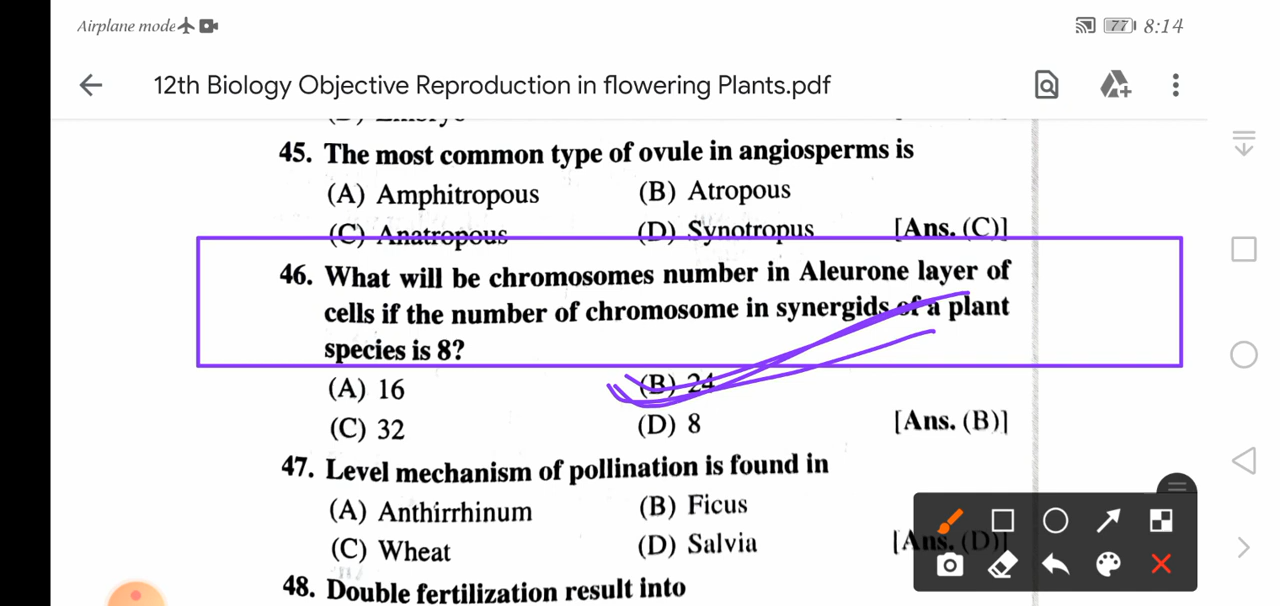 Airplane mode
77 8:14
12th Biology Objective Reproduction in flowering Plants.pdf
45. The most common type of ovule in angiosperms is
(A) Amphitropous (B) Atropous
(C) Anatropous (D) Synotropus [Ans. (C)]
46. What will be chromosomes number in Aleurone layer of
cells if the number of chromosome in synergids of a plant
species is 8?
(A) 16 (B) 24
(C) 32 (D) 8 [Ans. (B)]
47. Level mechanism of pollination is found in
(A) Anthirrhinum (B) Ficus
(C) Wheat (D) Salvia [Ans. (D)]
48. Double fertilization result into